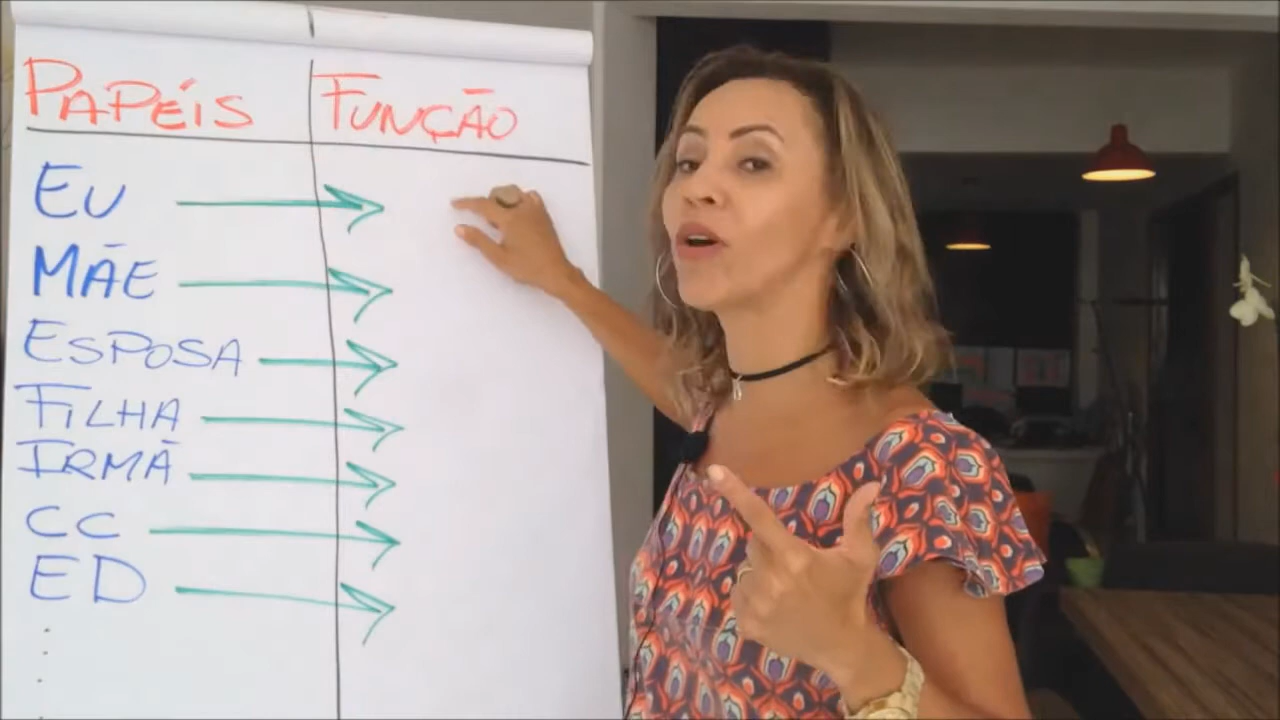 PAPÉIS FUNÇÃO
EU
MÃE
ESPOSA
FILHA
IRMÃ
CC
ED